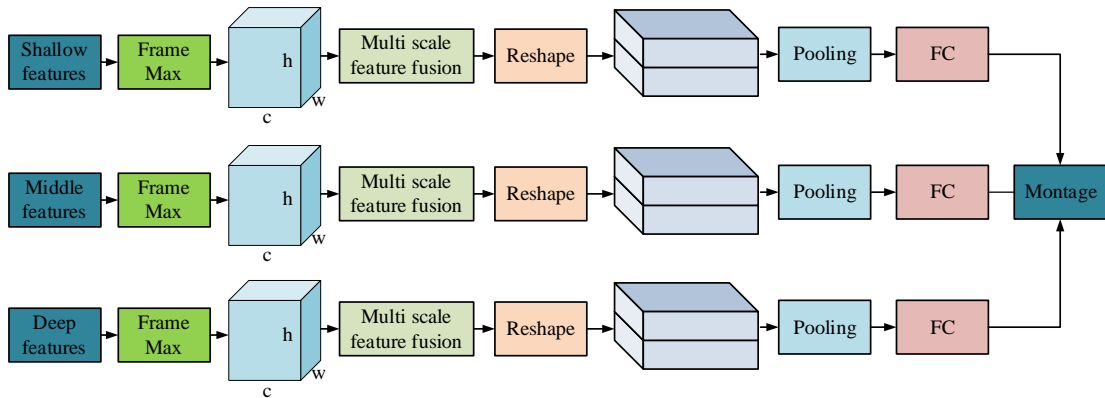 Shallow
features
Frame
Max
h
w
c
Multi scale
feature fusion
Reshape
Pooling
FC
Middle
features
Frame
Max
h
w
c
Multi scale
feature fusion
Reshape
Pooling
FC
Montage
Deep
features
Frame
Max
h
w
c
Multi scale
feature fusion
Reshape
Pooling
FC